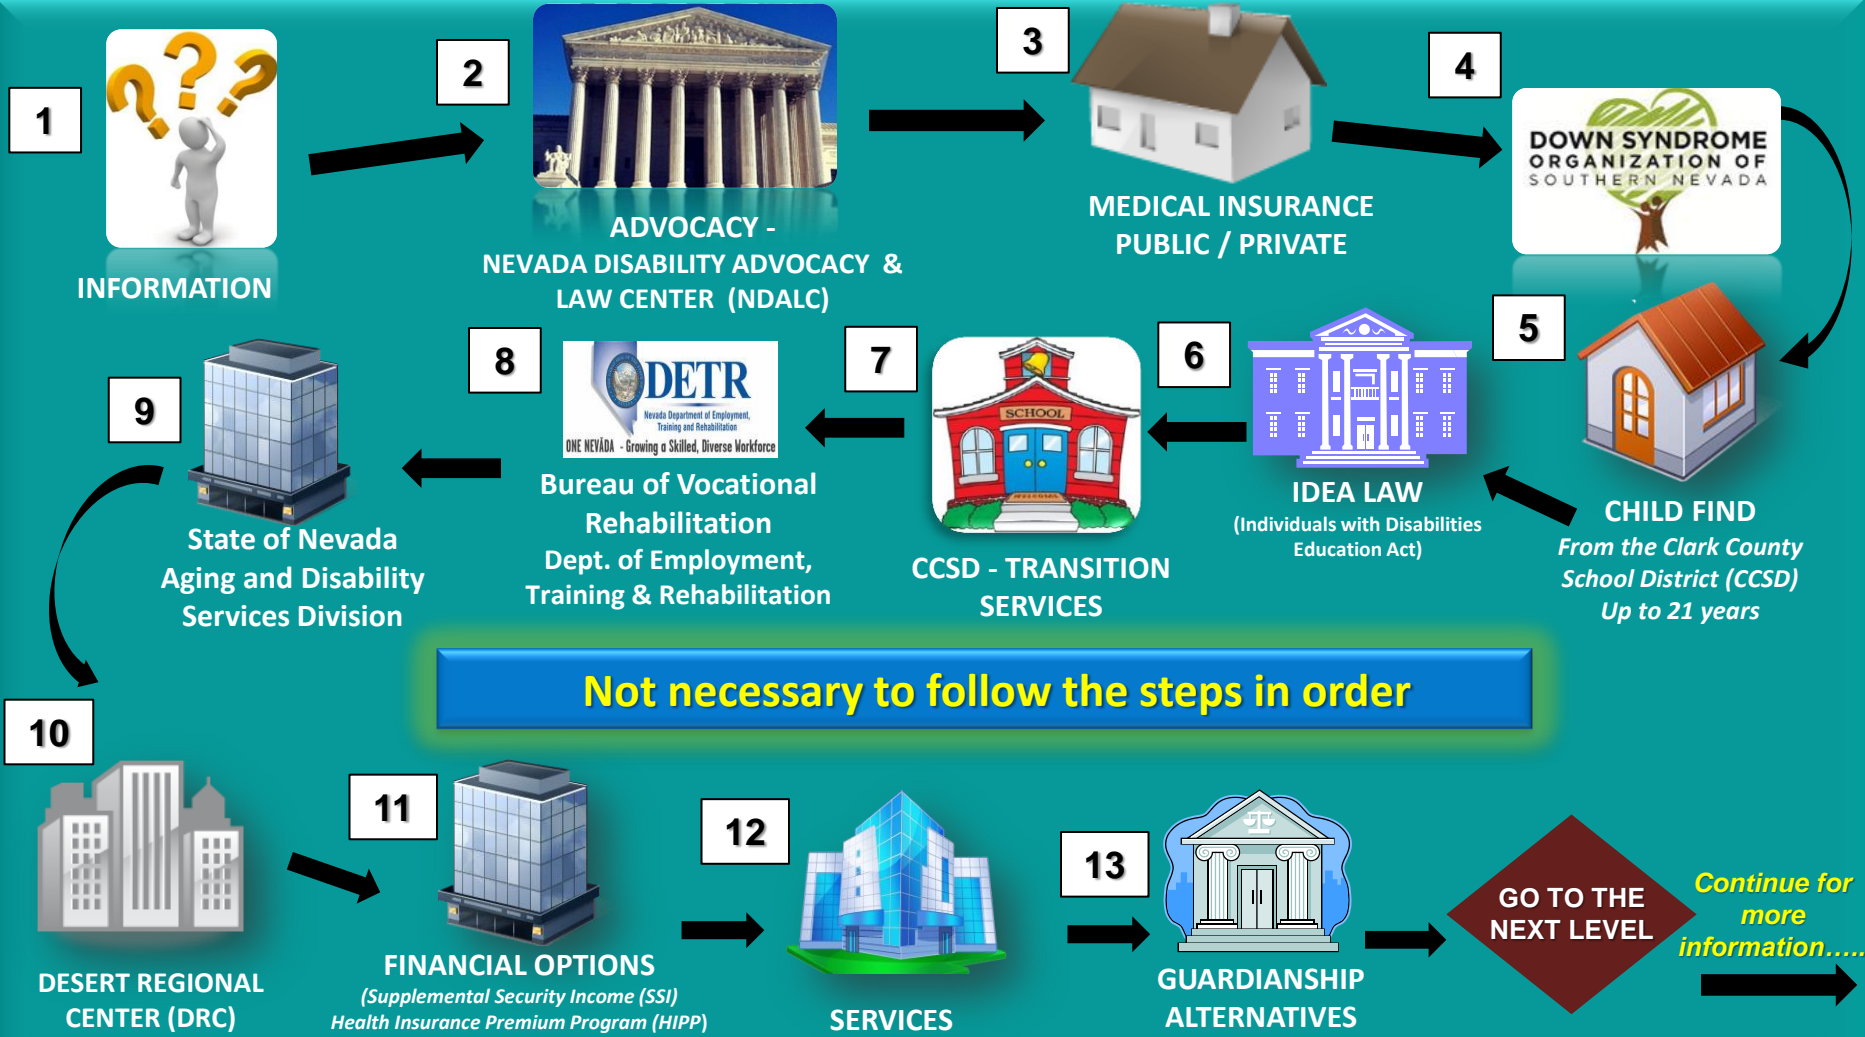 1
INFORMATION
2
ADVOCACY -
NEVADA DISABILITY ADVOCACY &
LAW CENTER (NDALC)
3
MEDICAL INSURANCE
PUBLIC / PRIVATE
4
DOWN SYNDROME
ORGANIZATION OF
SOUTHERN NEVADA
5
CHILD FIND
From the Clark County
School District (CCSD)
Up to 21 years
6
IDEA LAW
(Individuals with Disabilities
Education Act)
7
SCHOOL
WELCOME
CCSD - TRANSITION
SERVICES
8
DETR
Nevada Department of Employment,
Training and Rehabilitation
ONE NEVĀDA - Growing a Skilled, Diverse Workforce
Bureau of Vocational
Rehabilitation
Dept. of Employment,
Training & Rehabilitation
9
State of Nevada
Aging and Disability
Services Division
Not necessary to follow the steps in order
10
DESERT REGIONAL
CENTER (DRC)
11
FINANCIAL OPTIONS
(Supplemental Security Income (SSI)
Health Insurance Premium Program (HIPP)
12
SERVICES
13
GUARDIANSHIP
ALTERNATIVES
GO TO THE
NEXT LEVEL
Continue for
more
information.....